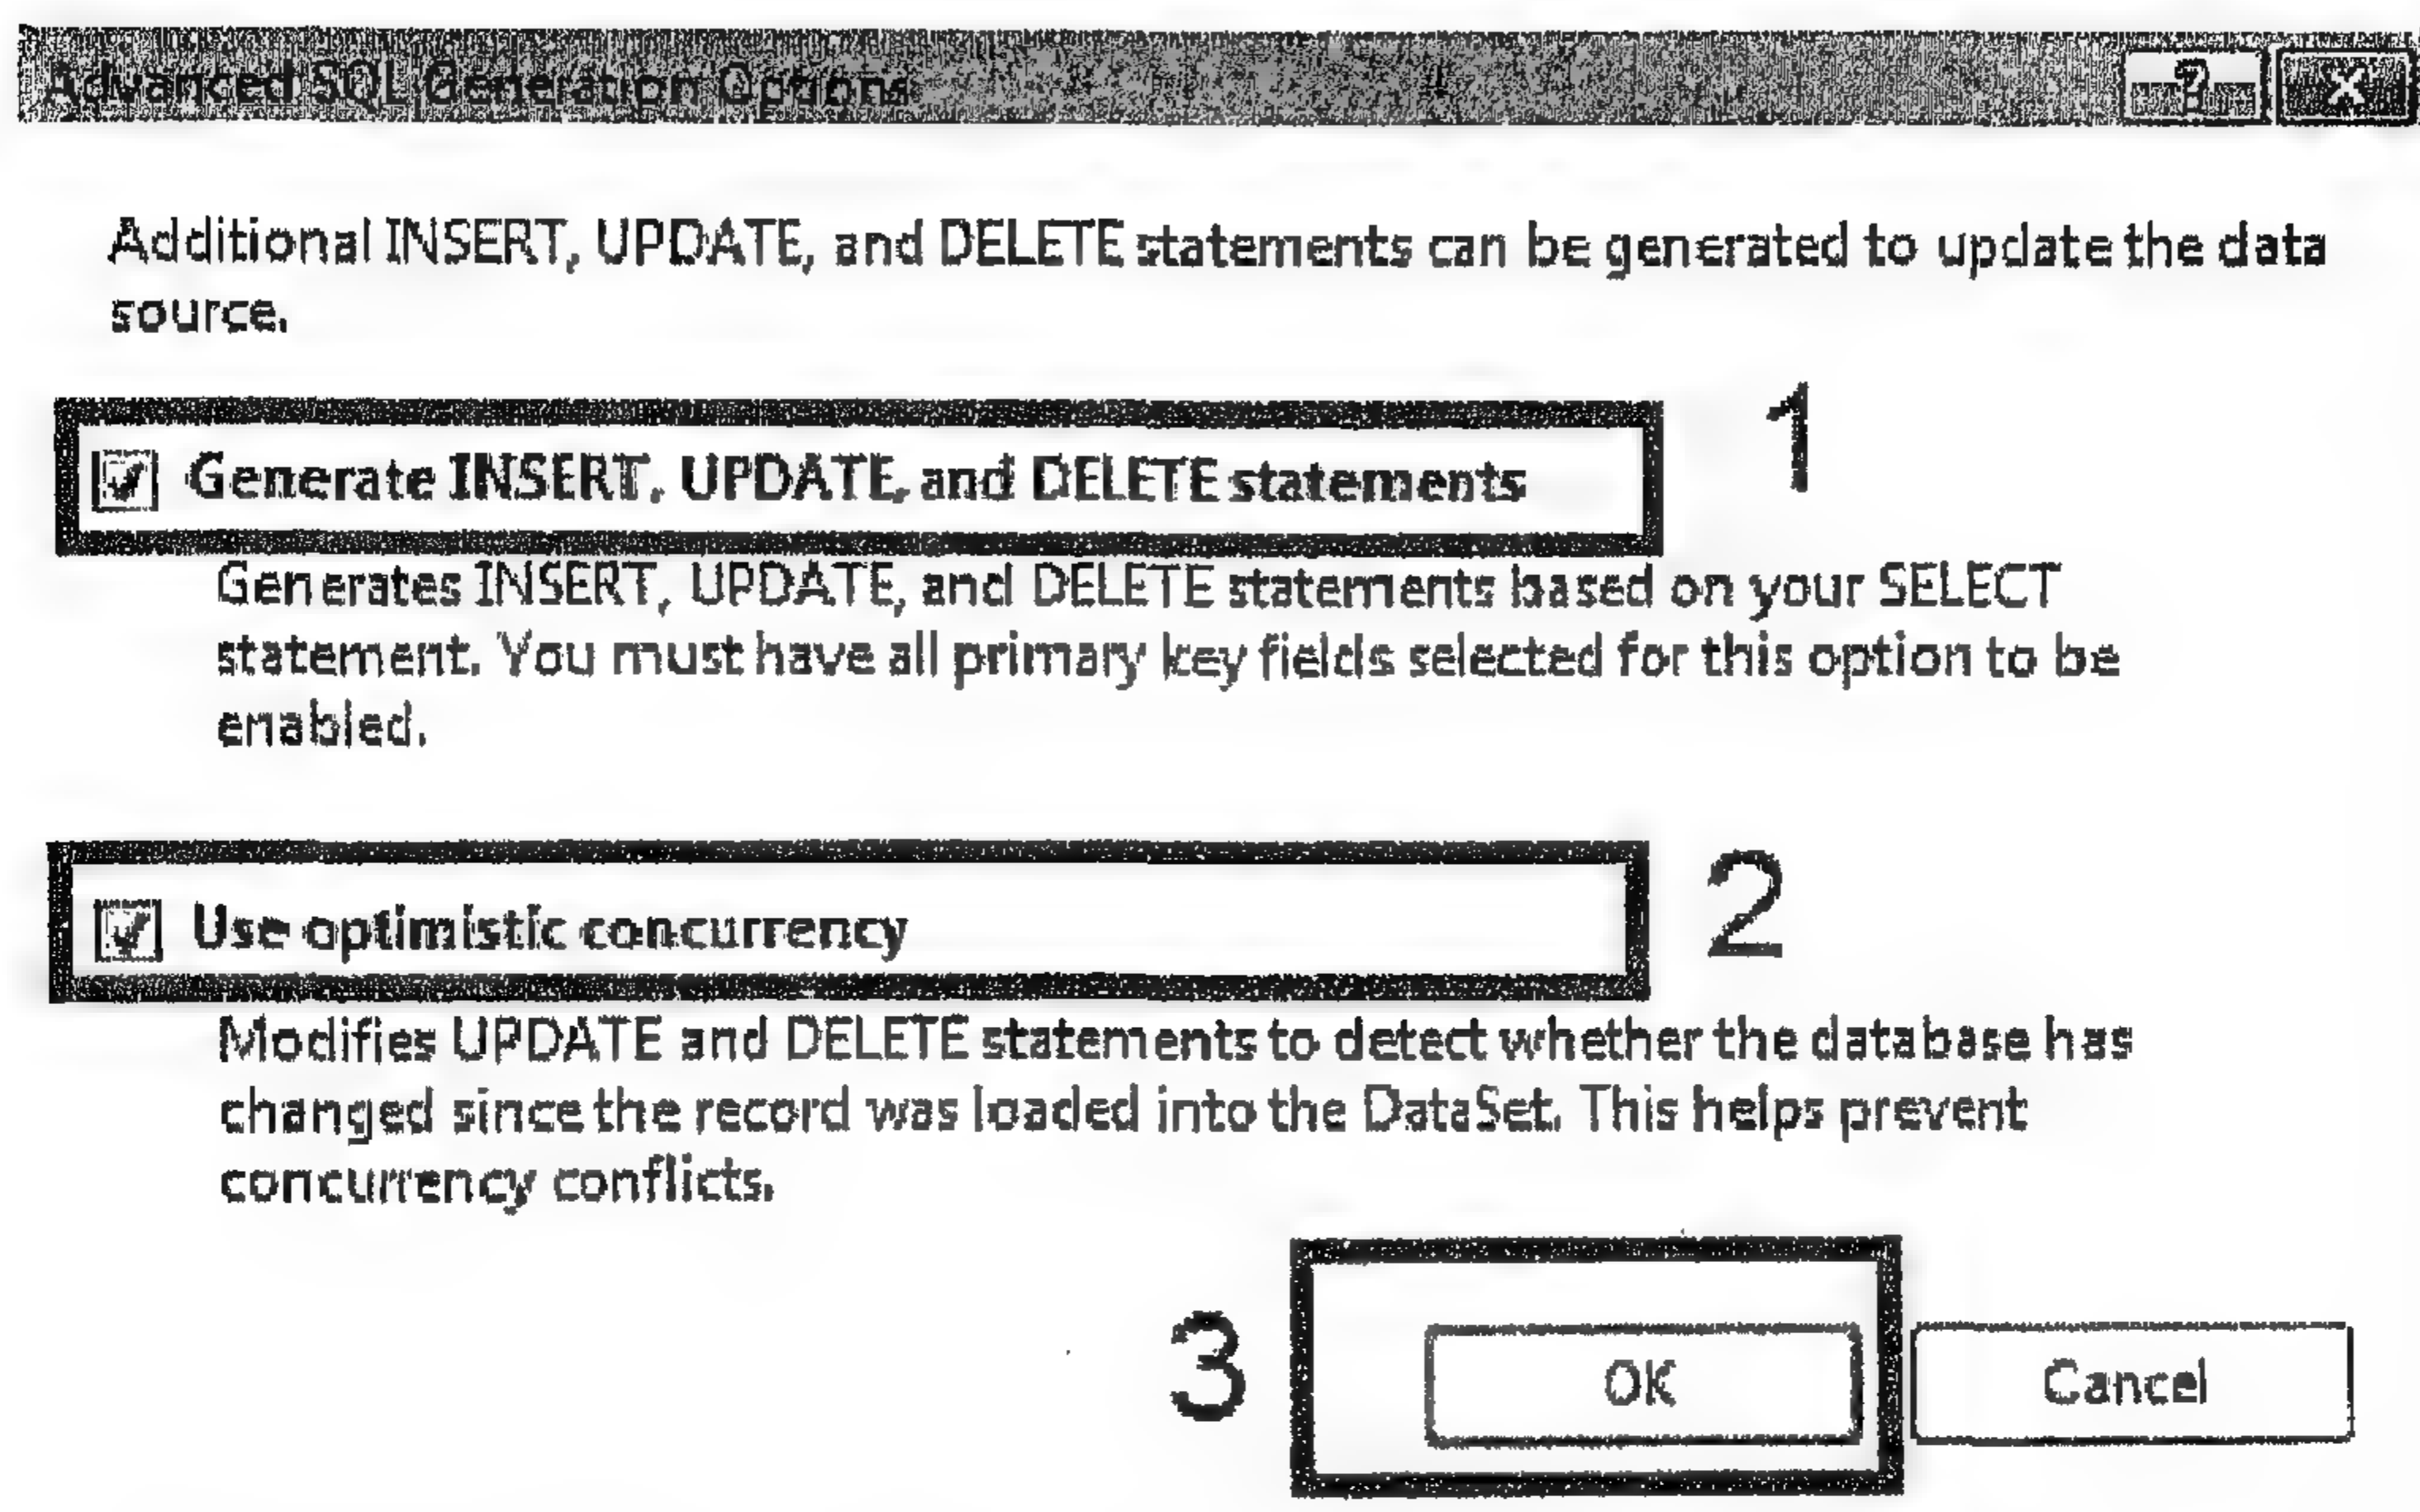 Advanced SQL Generation Options
Additional INSERT, UPDATE, and DELETE statements can be generated to update the data
source.
1
Generate INSERT, UPDATE, and DELETE statements
Generates INSERT, UPDATE, and DELETE statements based on your SELECT
statement. You must have all primary key fields selected for this option to be
enabled.
2
Use optimistic concurrency
Modifies UPDATE and DELETE statements to detect whether the database has
changed since the record was loaded into the DataSet. This helps prevent
concurrency conflicts.
3
OK
Cancel